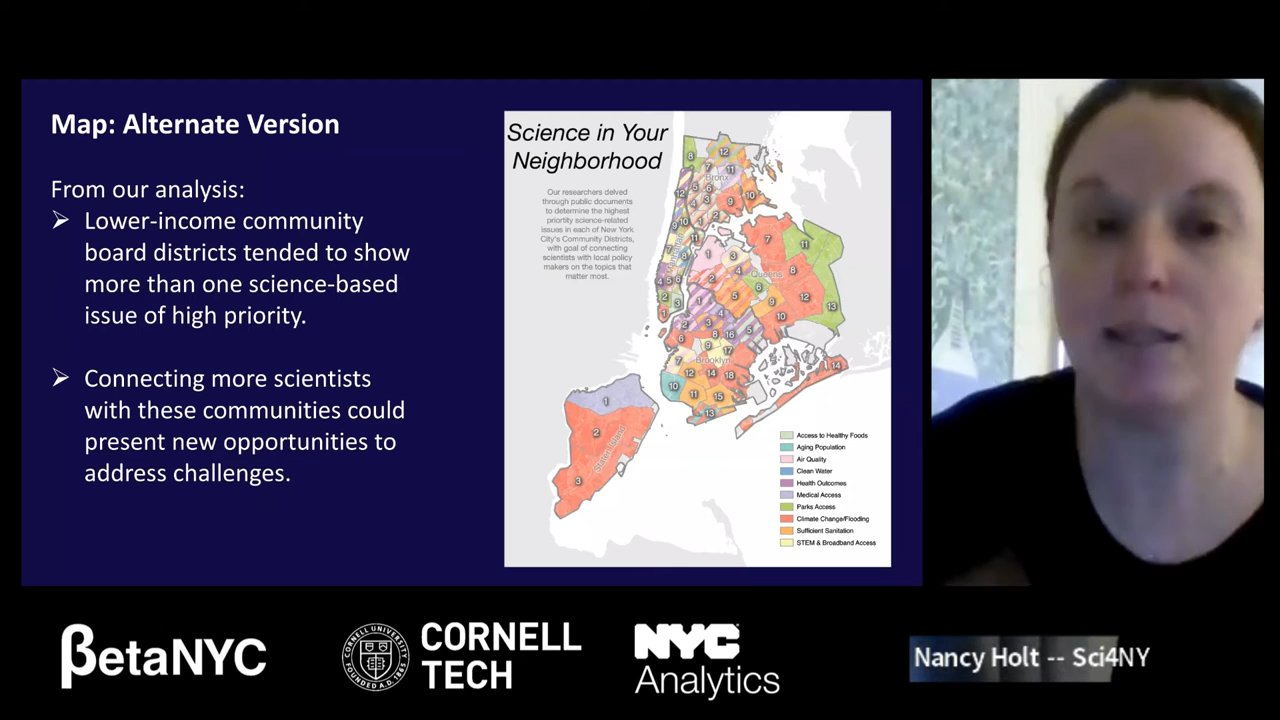 Map: Alternate Version
From our analysis:
➢ Lower-income community
board districts tended to show
more than one science-based
issue of high priority.
➢ Connecting more scientists
with these communities could
present new opportunities to
address challenges.
Science in Your
Neighborhood
Our researchers delved
through public documents
to determine the highest
priortity science-related
issues in each of New York
City's Community Districts,
with goal of connecting
scientists with local policy
makers on the topics that
matter most.
Bronx
Queens
Brooklyn
Staten Island
Access to Healthy Foods
Aging Population
Air Quality
Clean Water
Health Outcomes
Medical Access
Parks Access
Climate Change/Flooding
Sufficient Sanitation
STEM & Broadband Access
βetaNYC
CORNELL
TECH
NYC
Analytics
Nancy Holt -- Sci4NY